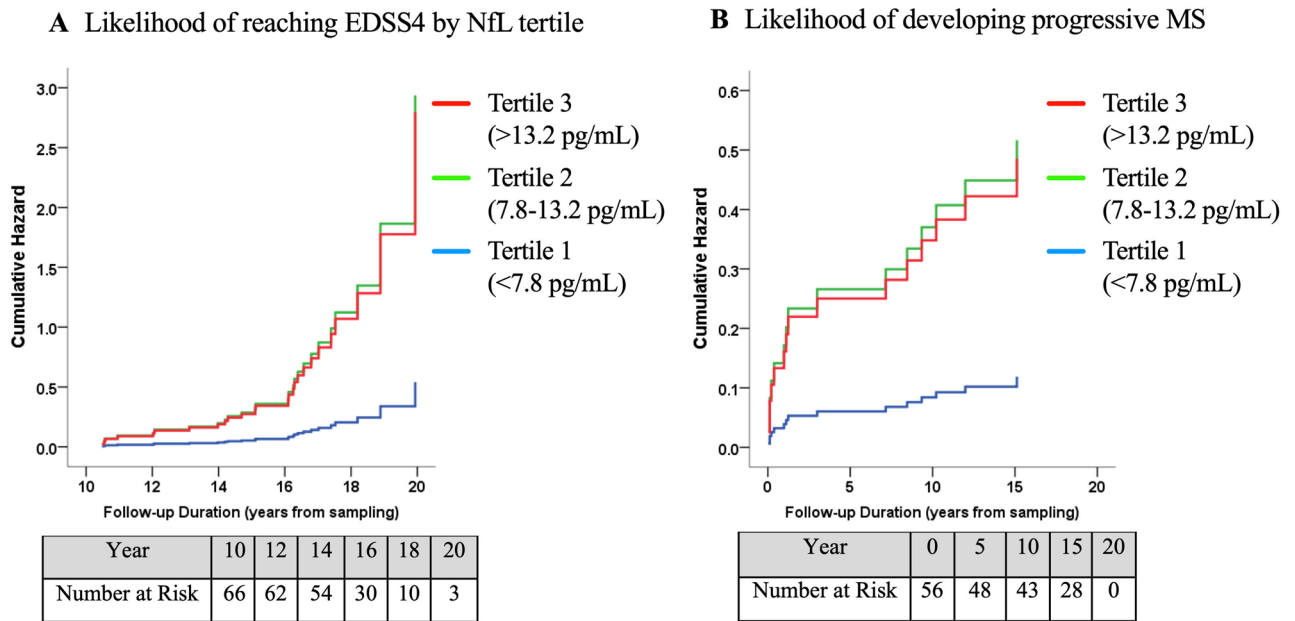 A Likelihood of reaching EDSS4 by NfL tertile
Cumulative Hazard
3.0
2.5
2.0
1.5
1.0
0.5
0.0
10 12 14 16 18 20
Follow-up Duration (years from sampling)
Tertile 3
(>13.2 pg/mL)
Tertile 2
(7.8-13.2 pg/mL)
Tertile 1
(<7.8 pg/mL)
Year 10 12 14 16 18 20
Number at Risk 66 62 54 30 10 3
B Likelihood of developing progressive MS
Cumulative Hazard
0.6
0.5
0.4
0.3
0.2
0.1
0.0
0 5 10 15 20
Follow-up Duration (years from sampling)
Tertile 3
(>13.2 pg/mL)
Tertile 2
(7.8-13.2 pg/mL)
Tertile 1
(<7.8 pg/mL)
Year 0 5 10 15 20
Number at Risk 56 48 43 28 0